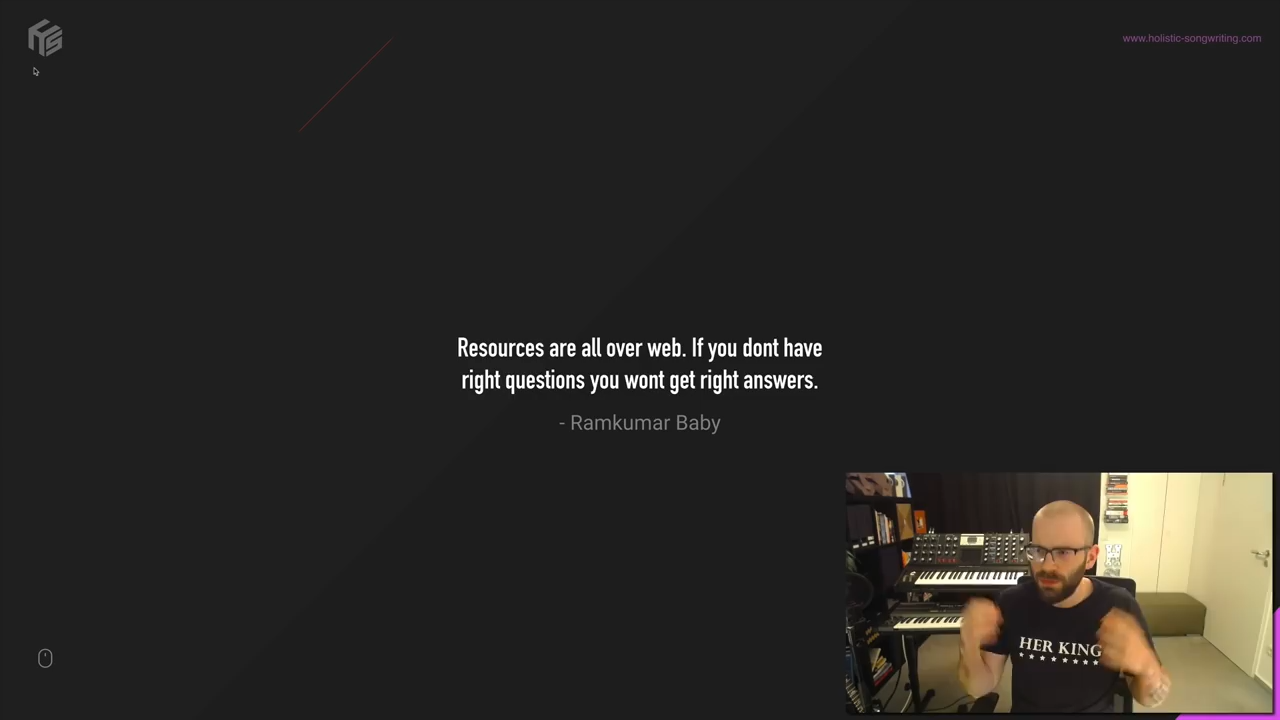 www.holistic-songwriting.com
Resources are all over web. If you dont have
right questions you wont get right answers.
- Ramkumar Baby
HER KING